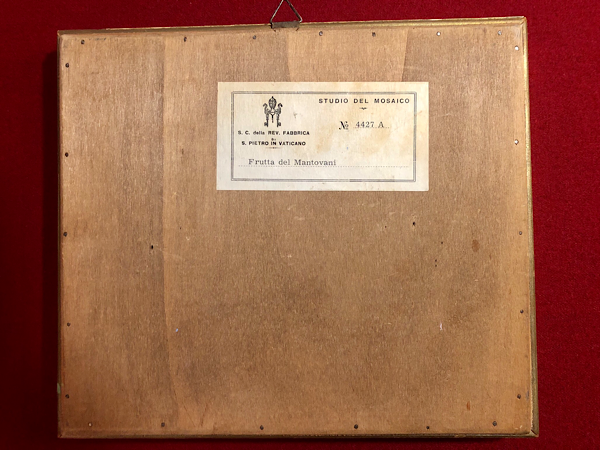 STUDIO DEL MOSAICO
S. C. della REV. FABBRICA
DI
S. PIETRO IN VATICANO
№ 4427 A
Frutta del Mantovani